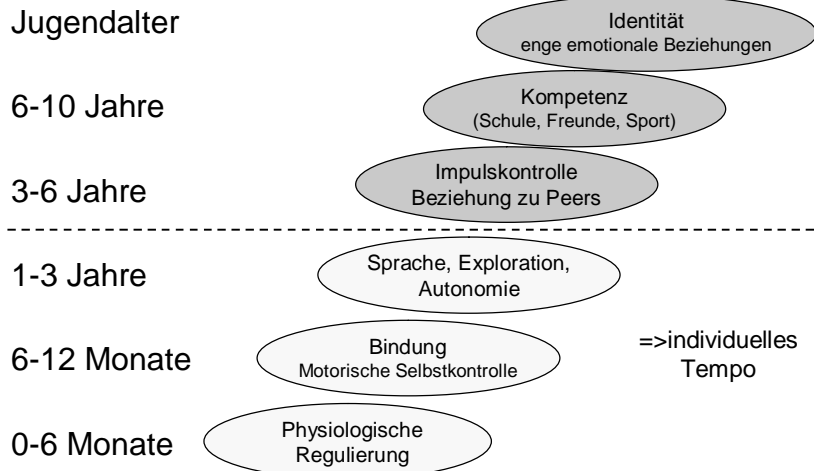 Jugendalter
Identität
enge emotionale Beziehungen
6-10 Jahre
Kompetenz
(Schule, Freunde, Sport)
3-6 Jahre
Impulskontrolle
Beziehung zu Peers
1-3 Jahre
Sprache, Exploration,
Autonomie
6-12 Monate
Bindung
Motorische Selbstkontrolle
=>individuelles
Tempo
0-6 Monate
Physiologische
Regulierung